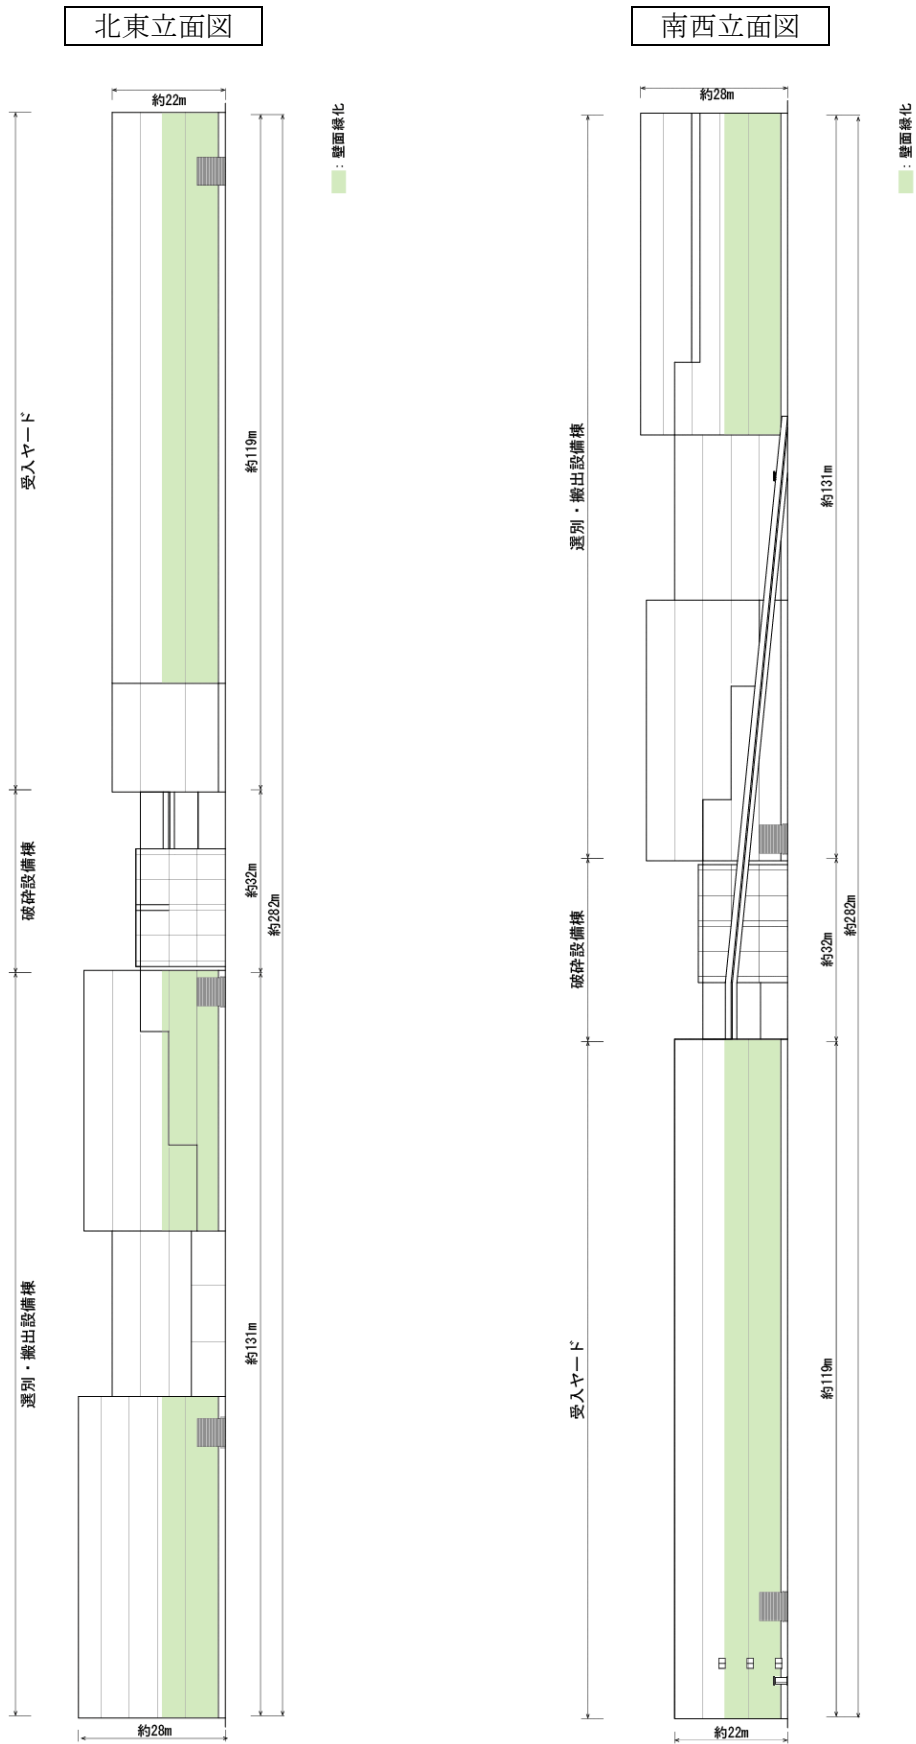 北東立面図
約22m
:壁面緑化
受入ヤード
約119m
破砕設備棟
約32m
約282m
選別・搬出設備棟
約131m
約28m
南西立面図
約28m
:壁面緑化
選別・搬出設備棟
約131m
破砕設備棟
約32m
約282m
受入ヤード
約119m
約22m